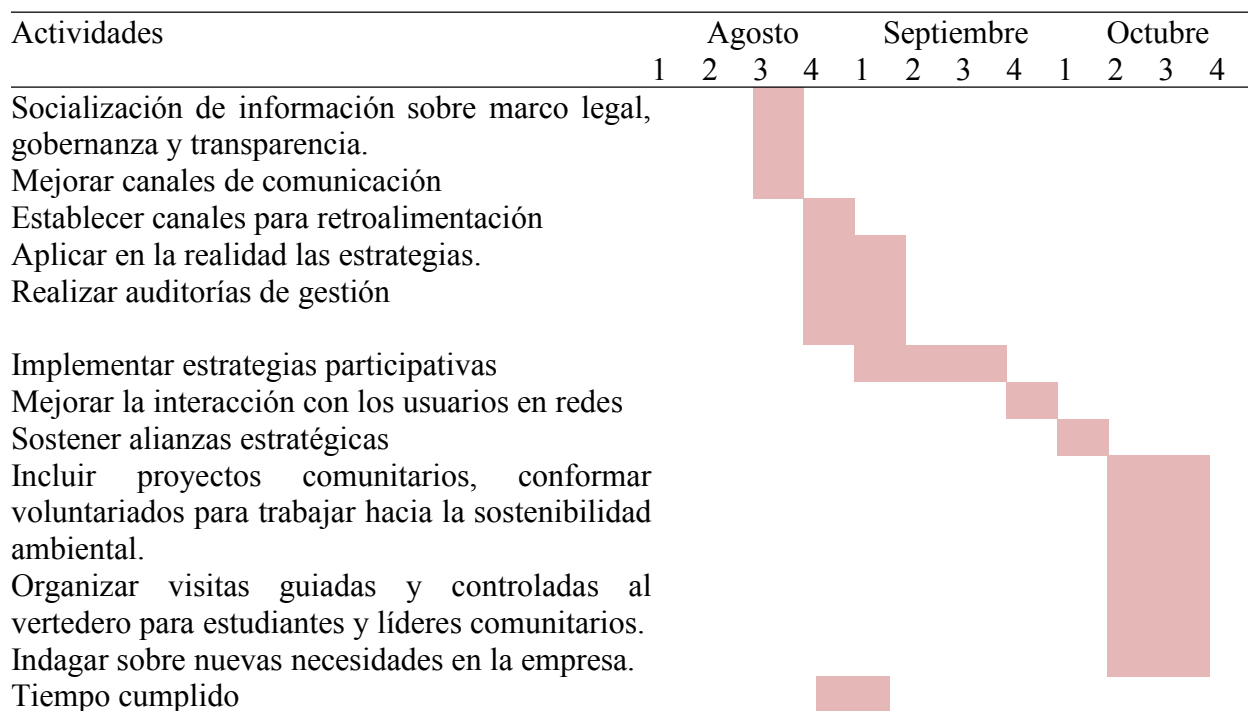 Actividades Agosto Septiembre Octubre
1 2 3 4 1 2 3 4 1 2 3 4
Socialización de información sobre marco legal,
gobernanza y transparencia.
Mejorar canales de comunicación
Establecer canales para retroalimentación
Aplicar en la realidad las estrategias.
Realizar auditorías de gestión
Implementar estrategias participativas
Mejorar la interacción con los usuarios en redes
Sostener alianzas estratégicas
Incluir proyectos comunitarios, conformar
voluntariados para trabajar hacia la sostenibilidad
ambiental.
Organizar visitas guiadas y controladas al
vertedero para estudiantes y líderes comunitarios.
Indagar sobre nuevas necesidades en la empresa.
Tiempo cumplido